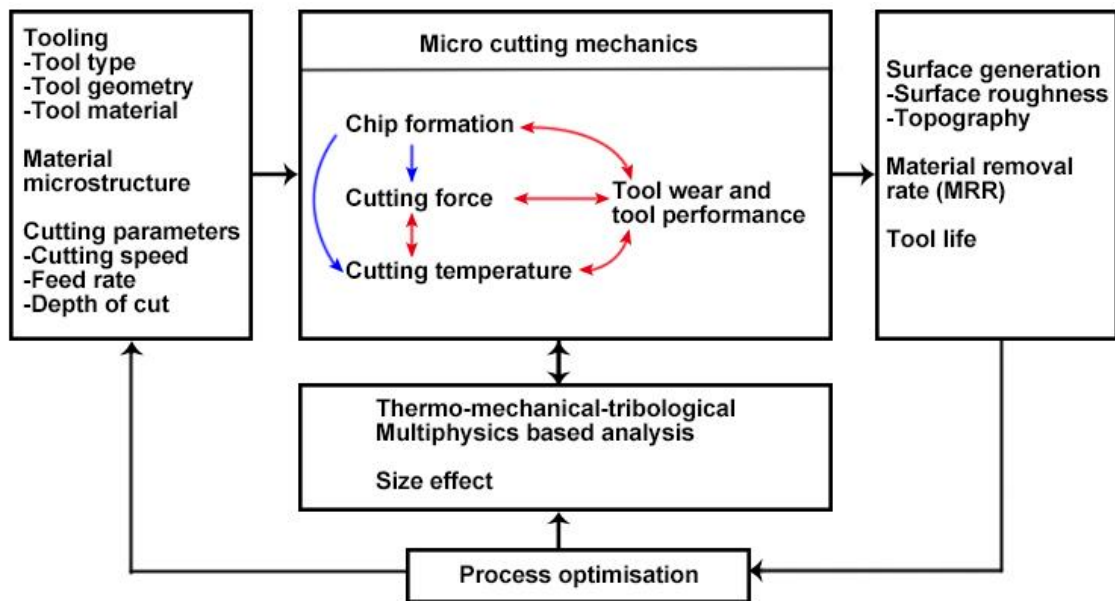 Tooling
-Tool type
-Tool geometry
-Tool material
Material
microstructure
Cutting parameters
-Cutting speed
-Feed rate
-Depth of cut
Micro cutting mechanics
Chip formation
Cutting force
Cutting temperature
Tool wear and
tool performance
Surface generation
-Surface roughness
-Topography
Material removal
rate (MRR)
Tool life
Thermo-mechanical-tribological
Multiphysics based analysis
Size effect
Process optimisation